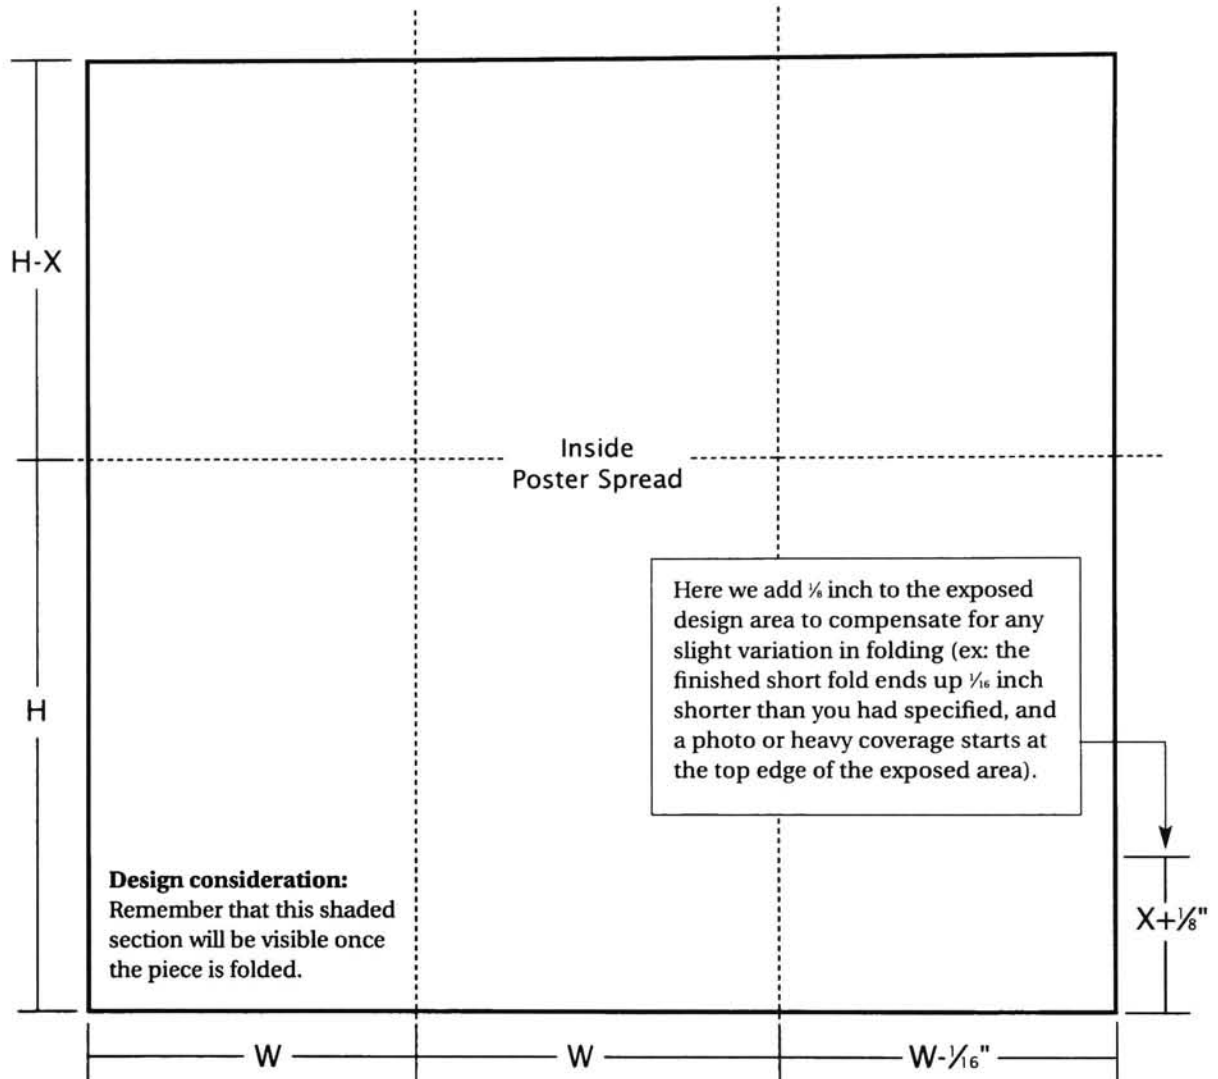 H-X
Inside
Poster Spread
Here we add ⅛ inch to the exposed
design area to compensate for any
slight variation in folding (ex: the
finished short fold ends up 1⁄16 inch
shorter than you had specified, and
a photo or heavy coverage starts at
the top edge of the exposed area).
H
Design consideration:
Remember that this shaded
section will be visible once
the piece is folded.
X+⅛"
W
W
W-1⁄16"